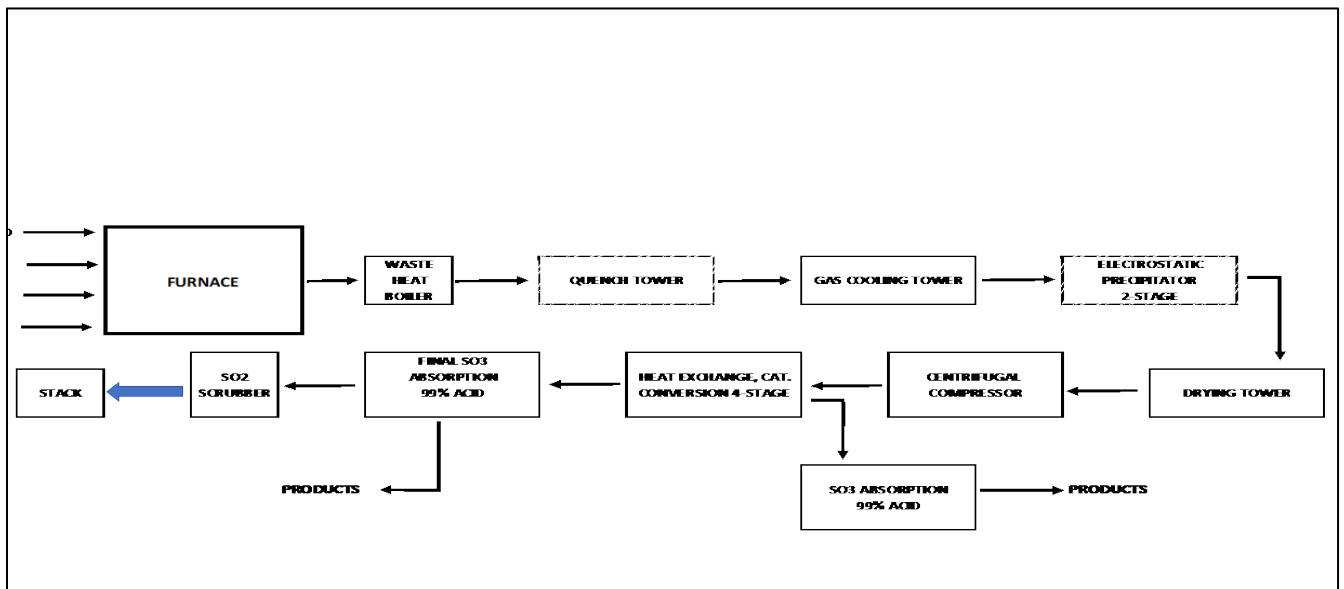 FURNACE
WASTE
HEAT
BOILER
QUENCH TOWER
GAS COOLING TOWER
ELECTROSTATIC
PRECIPITATOR
2-STAGE
STACK
SO2
SCRUBBER
FINAL SO3
ABSORPTION
99% ACID
HEAT EXCHANGE, CAT.
CONVERSION 4-STAGE
CENTRIFUGAL
COMPRESSOR
DRYING TOWER
PRODUCTS
SO3 ABSORPTION
99% ACID
PRODUCTS